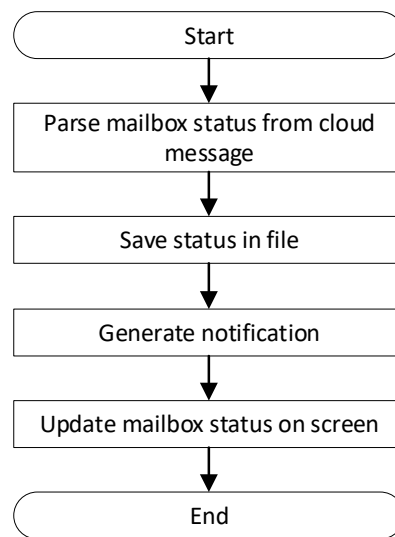 Start
Parse mailbox status from cloud
message
Save status in file
Generate notification
Update mailbox status on screen
End